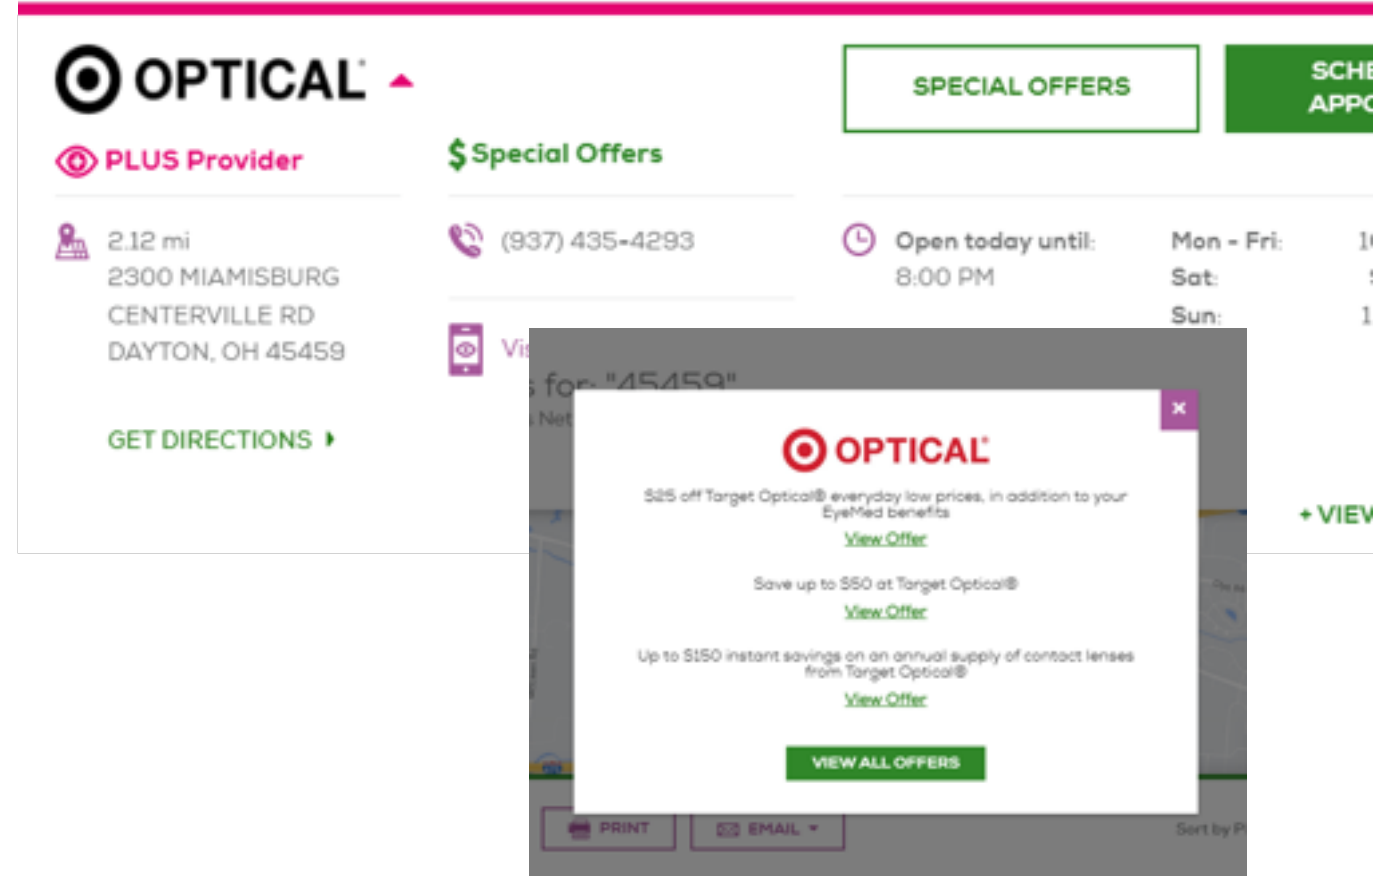 OPTICAL
SPECIAL OFFERS
PLUS Provider
$ Special Offers
2.12 mi
2300 MIAMISBURG
CENTERVILLE RD
DAYTON, OH 45459
GET DIRECTIONS
(937) 435-4293
Open today until:
8:00 PM
Mon - Fri:
Sat:
Sun:
+ VIEW
for: "45459"
Net
×
OPTICAL
$25 off Target Optical® everyday low prices, in addition to your
EyeMed benefits
View Offer
Save up to $50 at Target Optical®
View Offer
Up to $150 instant savings on an annual supply of contact lenses
from Target Optical®
View Offer
VIEW ALL OFFERS
PRINT
EMAIL
Sort by